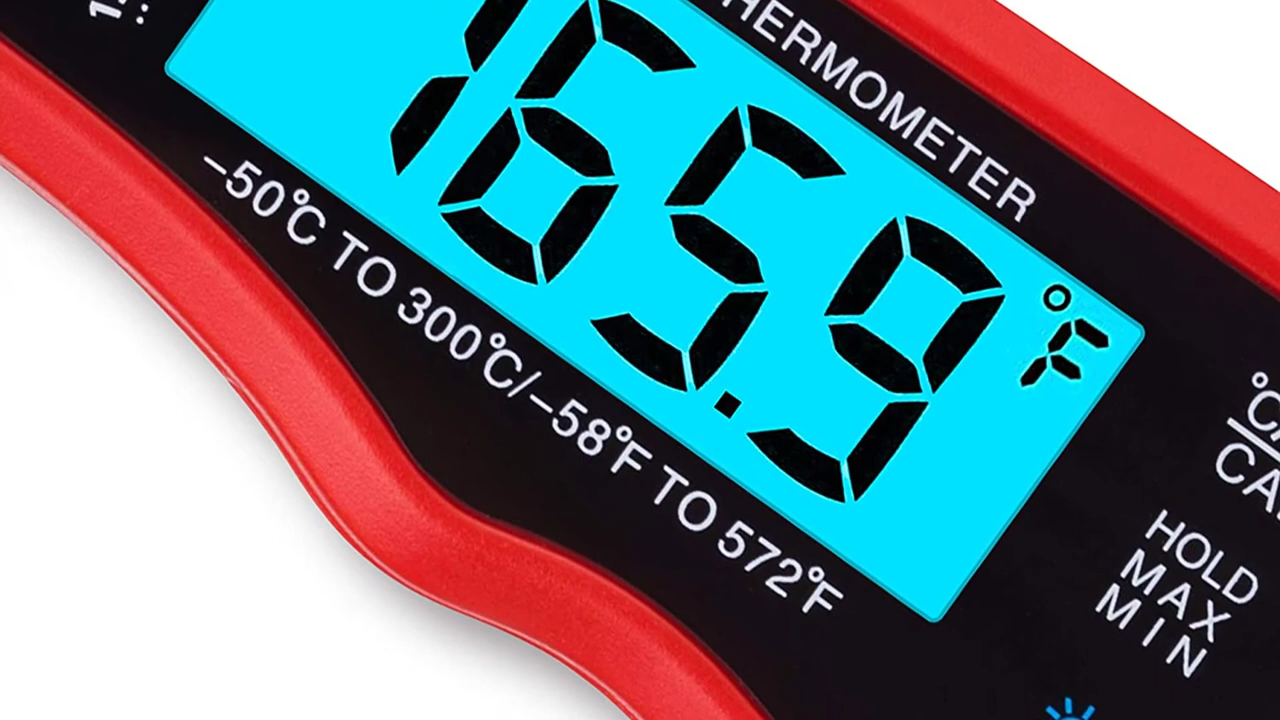 THERMOMETER
165.9 °F
-50℃ TO 300℃/-58℉ TO 572℉
HOLD
MAX
MIN